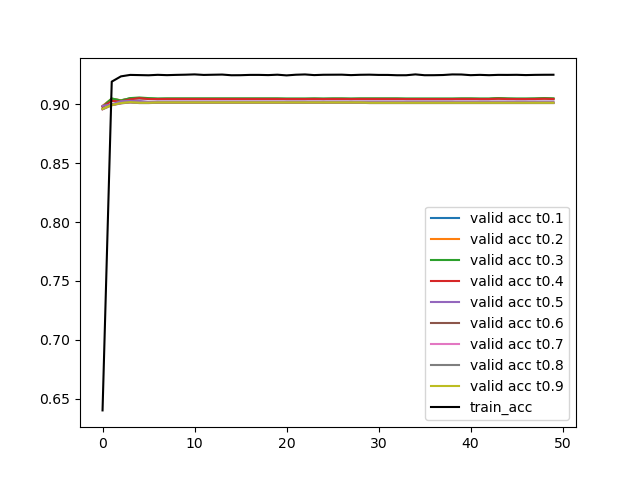 0.90
0.85
0.80
0.75
0.70
0.65
0 10 20 30 40 50
valid acc t0.1
valid acc t0.2
valid acc t0.3
valid acc t0.4
valid acc t0.5
valid acc t0.6
valid acc t0.7
valid acc t0.8
valid acc t0.9
train_acc